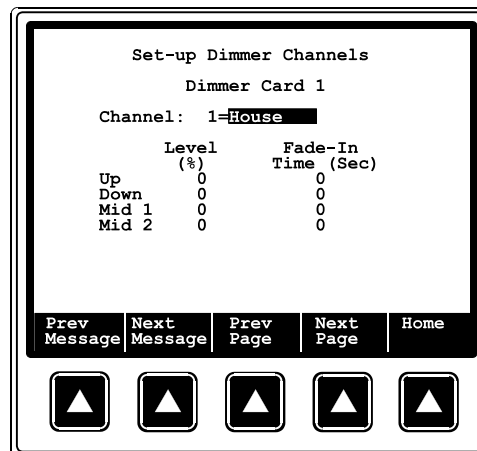 Set-up Dimmer Channels
Dimmer Card 1
Channel: 1=House
Level Fade-In
(%) Time (Sec)
Up 0 0
Down 0 0
Mid 1 0 0
Mid 2 0 0
Prev Next Prev Next Home
Message Message Page Page